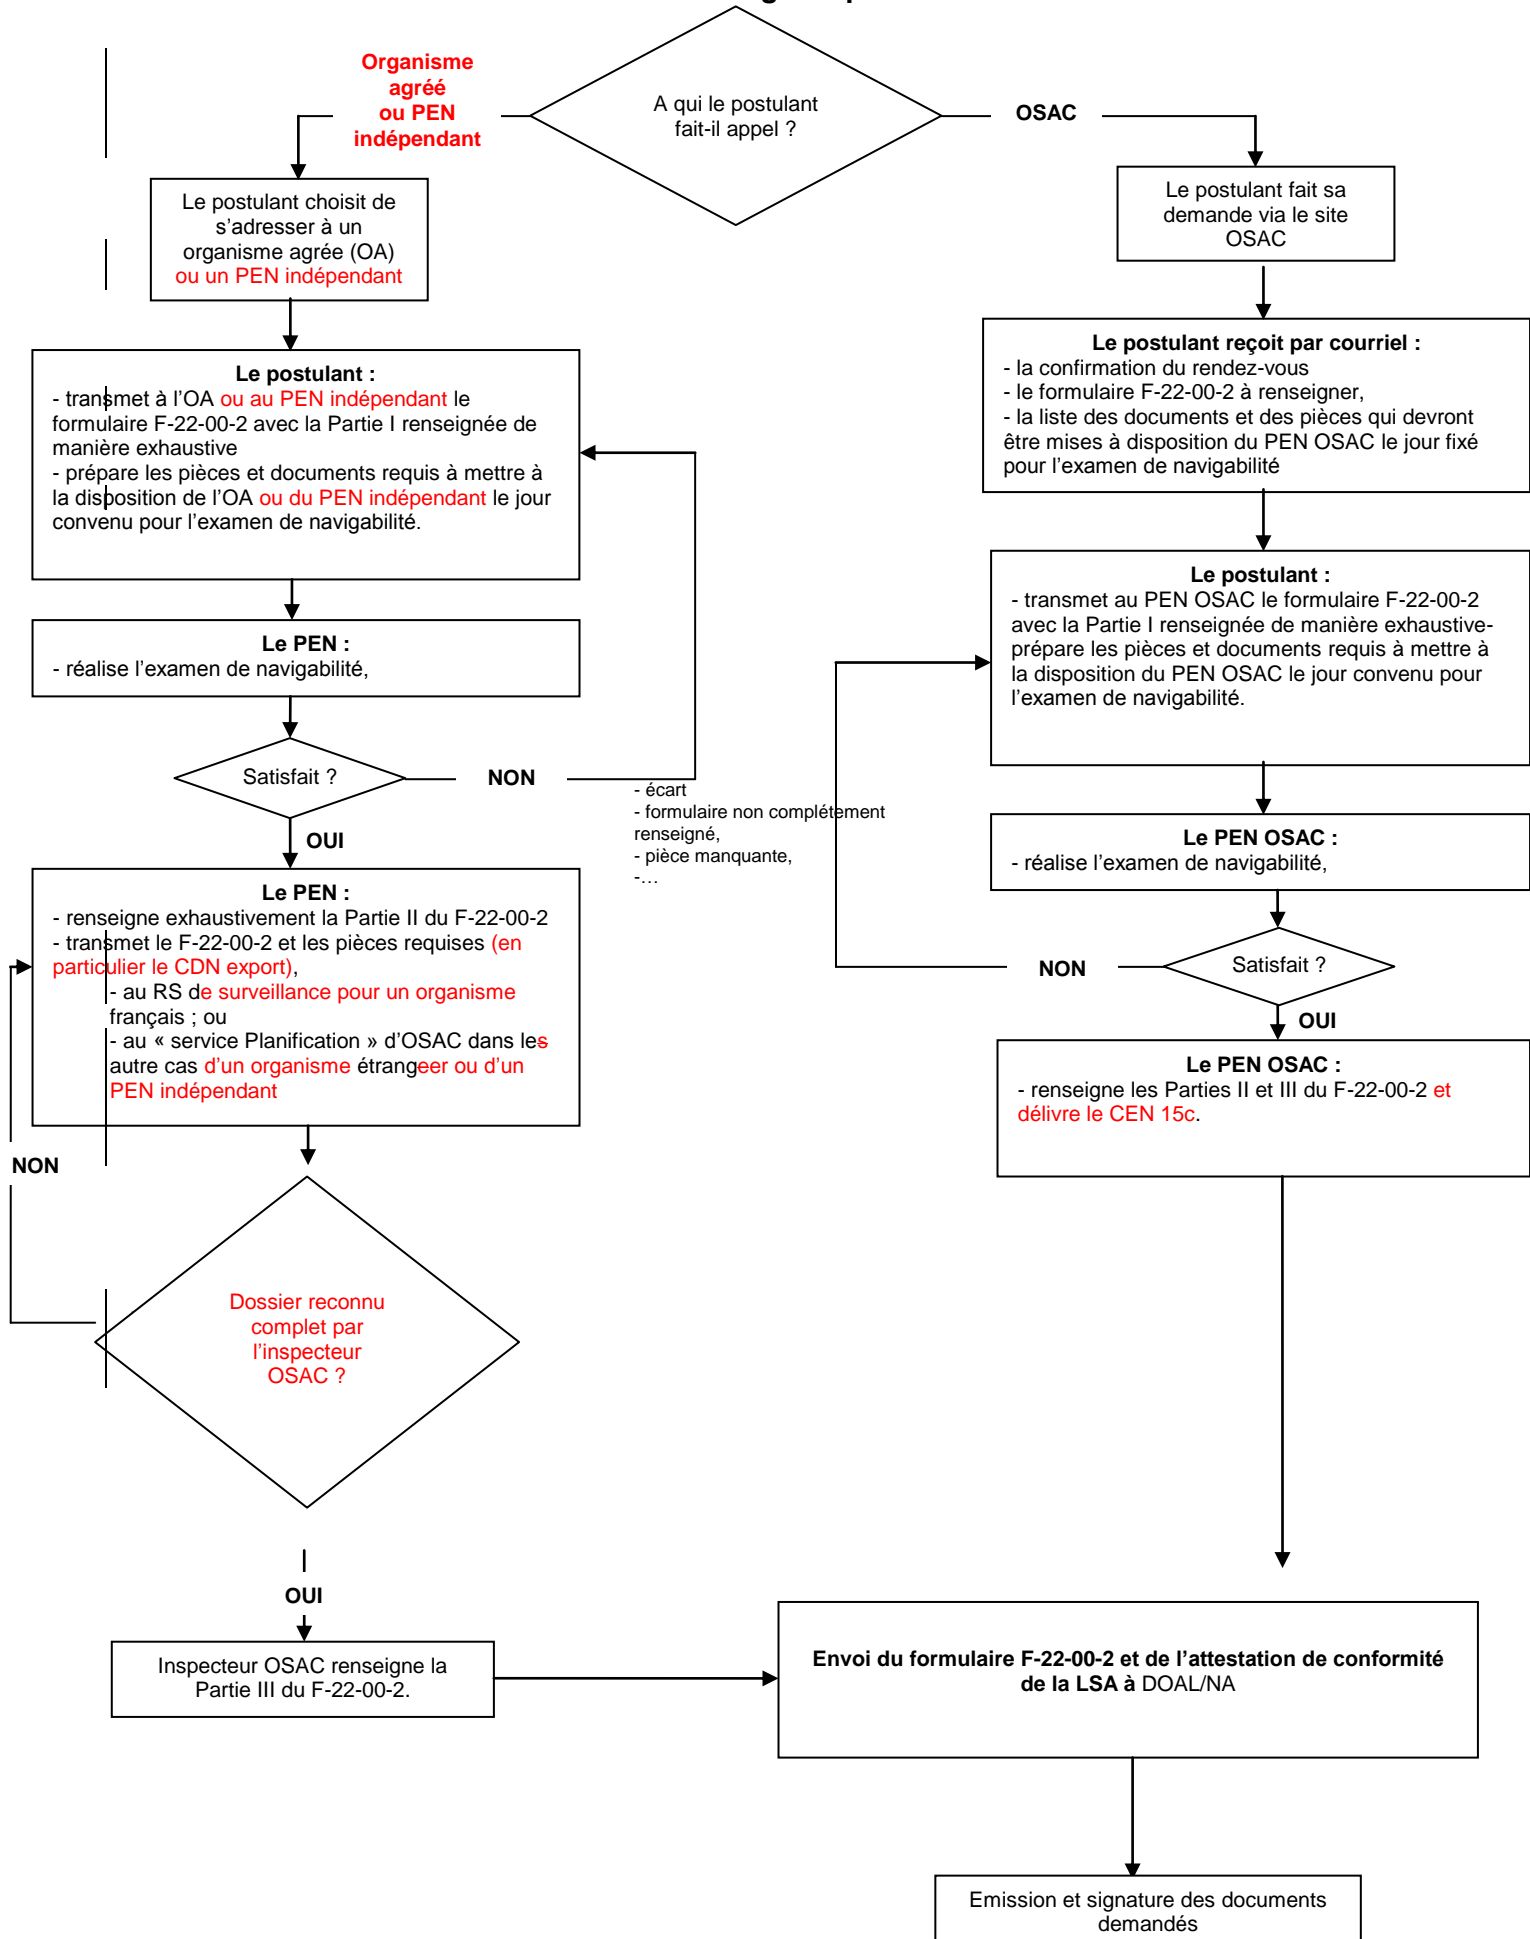 Organisme
agréé
ou PEN
indépendant
A qui le postulant
fait-il appel ?
OSAC
Le postulant choisit de
s’adresser à un
organisme agrée (OA)
ou un PEN indépendant
Le postulant fait sa
demande via le site
OSAC
Le postulant :
- transmet à l’OA ou au PEN indépendant le
formulaire F-22-00-2 avec la Partie I renseignée de
manière exhaustive
- prépare les pièces et documents requis à mettre à
la disposition de l’OA ou du PEN indépendant le jour
convenu pour l’examen de navigabilité.
Le postulant reçoit par courriel :
- la confirmation du rendez-vous
- le formulaire F-22-00-2 à renseigner,
- la liste des documents et des pièces qui devront
être mises à disposition du PEN OSAC le jour fixé
pour l’examen de navigabilité
Le postulant :
- transmet au PEN OSAC le formulaire F-22-00-2
avec la Partie I renseignée de manière exhaustive-
prépare les pièces et documents requis à mettre à
la disposition du PEN OSAC le jour convenu pour
l’examen de navigabilité.
Le PEN :
- réalise l’examen de navigabilité,
Satisfait ?
NON
- écart
- formulaire non complétement
renseigné,
- pièce manquante,
-…
OUI
Le PEN OSAC :
- réalise l’examen de navigabilité,
Satisfait ?
NON
OUI
Le PEN :
- renseigne exhaustivement la Partie II du F-22-00-2
- transmet le F-22-00-2 et les pièces requises (en
particulier le CDN export),
- au RS de surveillance pour un organisme
français ; ou
- au « service Planification » d’OSAC dans les
autre cas d’un organisme étrangeer ou d’un
PEN indépendant
Le PEN OSAC :
- renseigne les Parties II et III du F-22-00-2 et
délivre le CEN 15c.
NON
Dossier reconnu
complet par
l’inspecteur
OSAC ?
OUI
Inspecteur OSAC renseigne la
Partie III du F-22-00-2.
Envoi du formulaire F-22-00-2 et de l’attestation de conformité
de la LSA à DOAL/NA
Emission et signature des documents
demandés